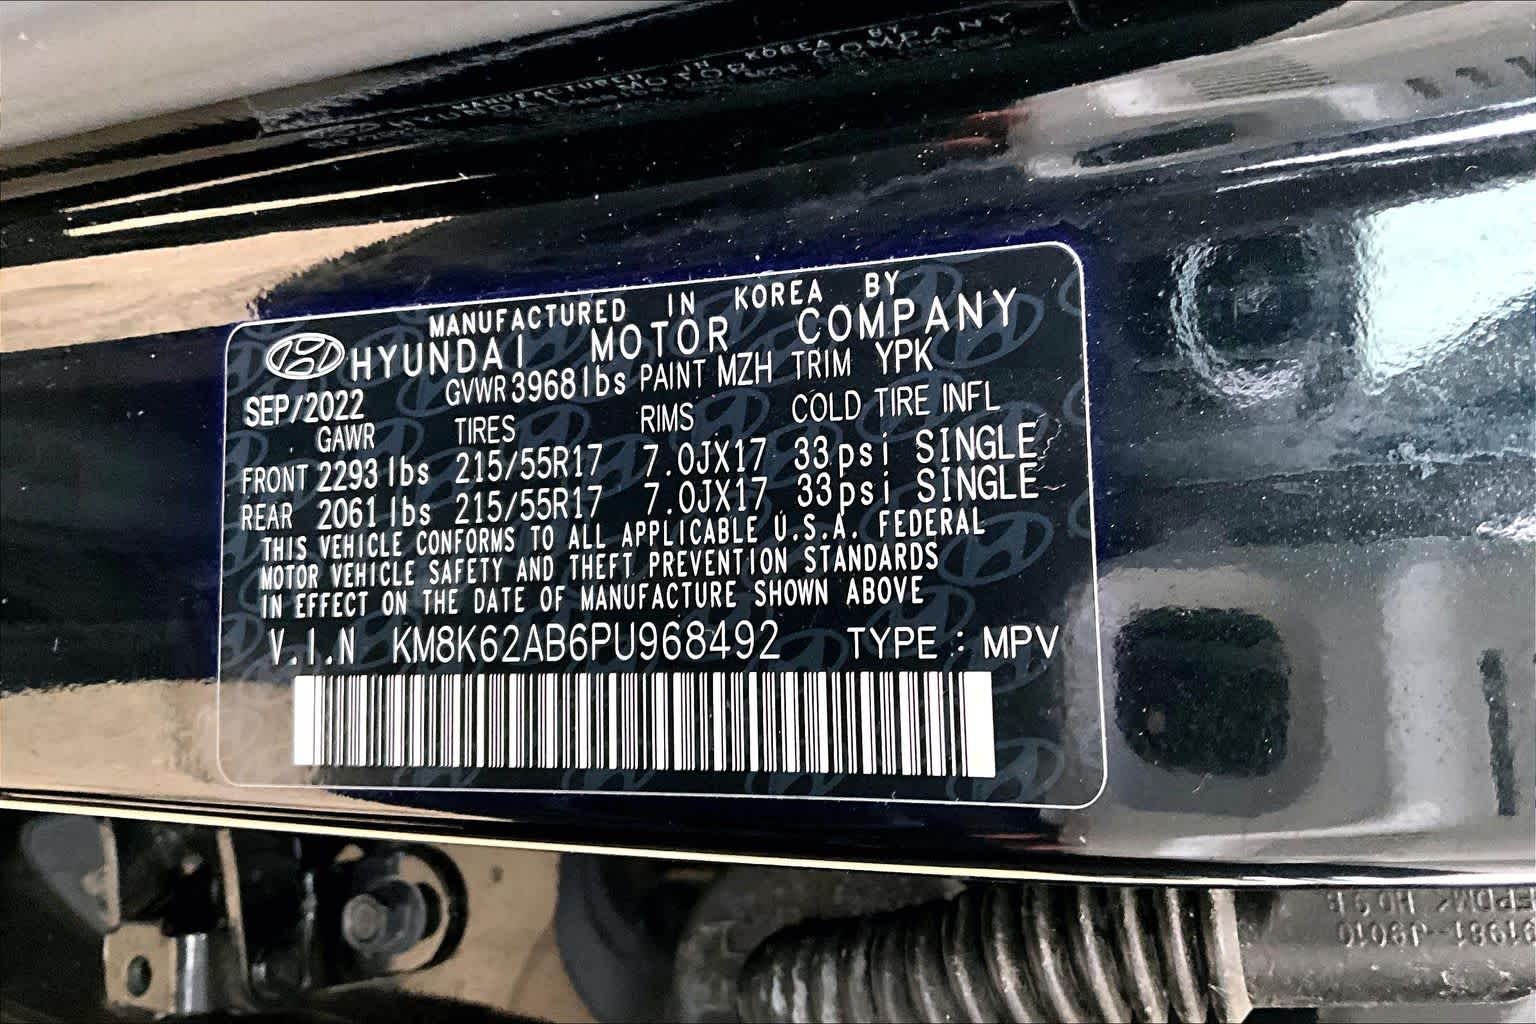 MANUFACTURED IN KOREA BY
HYUNDAI MOTOR COMPANY
SEP/2022 GVWR 3968lbs PAINT MZH TRIM YPK
GAWR TIRES RIMS COLD TIRE INFL
FRONT 2293lbs 215/55R17 7.0JX17 33psi SINGLE
REAR 2061lbs 215/55R17 7.0JX17 33psi SINGLE
THIS VEHICLE CONFORMS TO ALL APPLICABLE U.S.A. FEDERAL
MOTOR VEHICLE SAFETY AND THEFT PREVENTION STANDARDS
IN EFFECT ON THE DATE OF MANUFACTURE SHOWN ABOVE
V.I.N KM8K62AB6PU968492 TYPE : MPV
91981-J9010